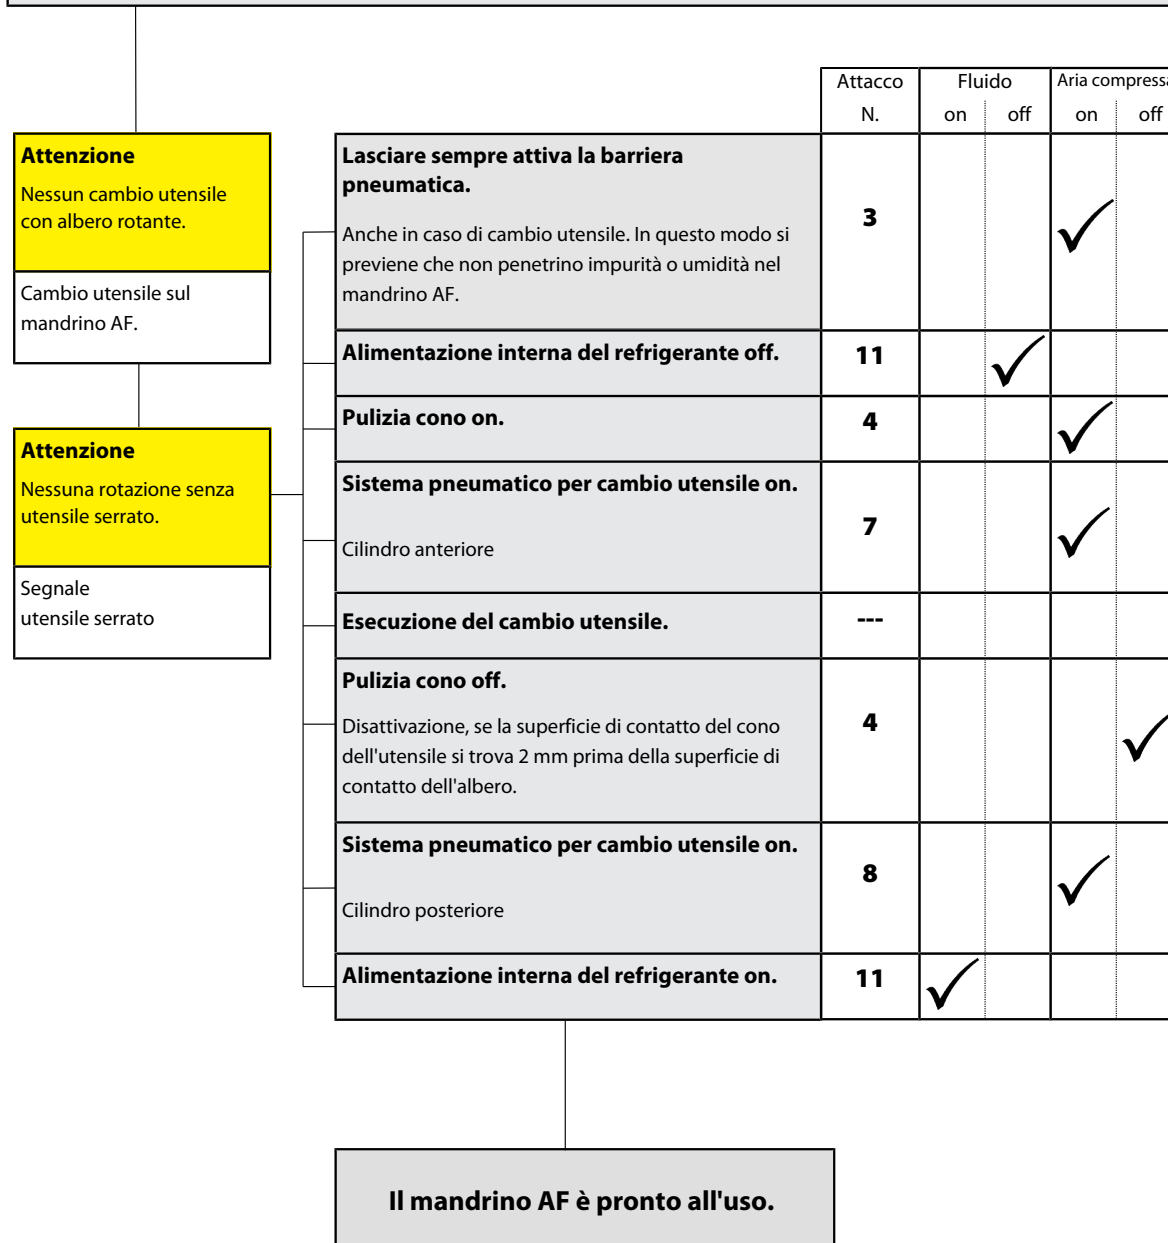 Attacco Fluido Aria compressa
N. on off on off
Attenzione
Nessun cambio utensile
con albero rotante.
Cambio utensile sul
mandrino AF.
Attenzione
Nessuna rotazione senza
utensile serrato.
Segnale
utensile serrato
Lasciare sempre attiva la barriera
pneumatica.
Anche in caso di cambio utensile. In questo modo si
previene che non penetrino impurità o umidità nel
mandrino AF.
3
Alimentazione interna del refrigerante off.
11
Pulizia cono on.
4
Sistema pneumatico per cambio utensile on.
Cilindro anteriore
7
Esecuzione del cambio utensile.
---
Pulizia cono off.
Disattivazione, se la superficie di contatto del cono
dell'utensile si trova 2 mm prima della superficie di
contatto dell'albero.
4
Sistema pneumatico per cambio utensile on.
Cilindro posteriore
8
Alimentazione interna del refrigerante on.
11
Il mandrino AF è pronto all'uso.